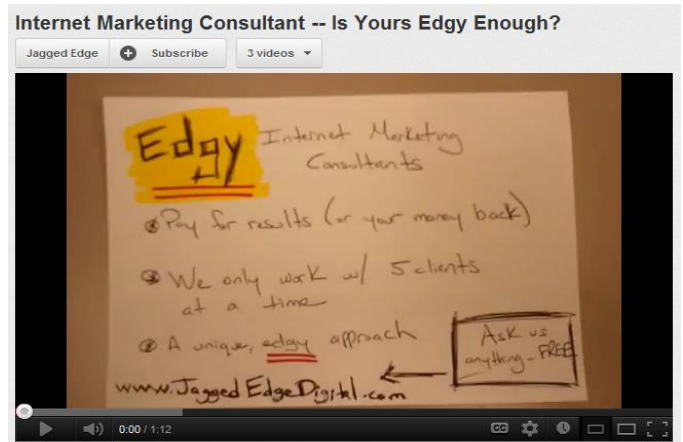 Internet Marketing Consultant -- Is Yours Edgy Enough?
Jagged Edge Subscribe 3 videos
Edgy Internet Marketing
Consultants
Pay for results (or your money back)
We only work w/ 5 clients
at a time
A unique, edgy approach
Ask us
anything - FREE
www.JaggedEdgeDigital.com
0:00 / 1:12
CC